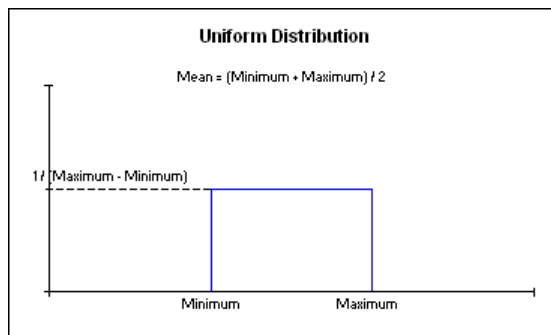 Uniform Distribution
Mean = (Minimum + Maximum) / 2
1 / (Maximum - Minimum)
Minimum
Maximum